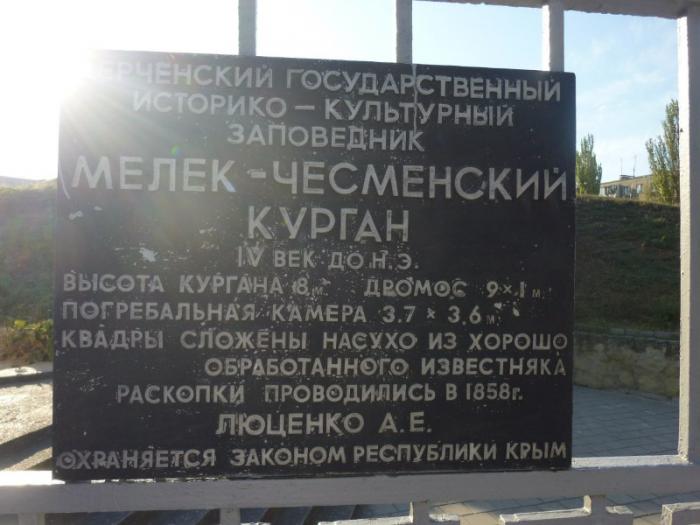 КЕРЧЕНСКИЙ ГОСУДАРСТВЕННЫЙ
ИСТОРИКО – КУЛЬТУРНЫЙ
ЗАПОВЕДНИК
МЕЛЕК-ЧЕСМЕНСКИЙ
КУРГАН
IV ВЕК ДО Н.Э.
ВЫСОТА КУРГАНА 8м ДРОМОС 9×1м
ПОГРЕБАЛЬНАЯ КАМЕРА 3.7 × 3.6м
КВАДРЫ СЛОЖЕНЫ НАСУХО ИЗ ХОРОШО
ОБРАБОТАННОГО ИЗВЕСТНЯКА
РАСКОПКИ ПРОВОДИЛИСЬ В 1858г.
ЛЮЦЕНКО А.Е.
ОХРАНЯЕТСЯ ЗАКОНОМ РЕСПУБЛИКИ КРЫМ